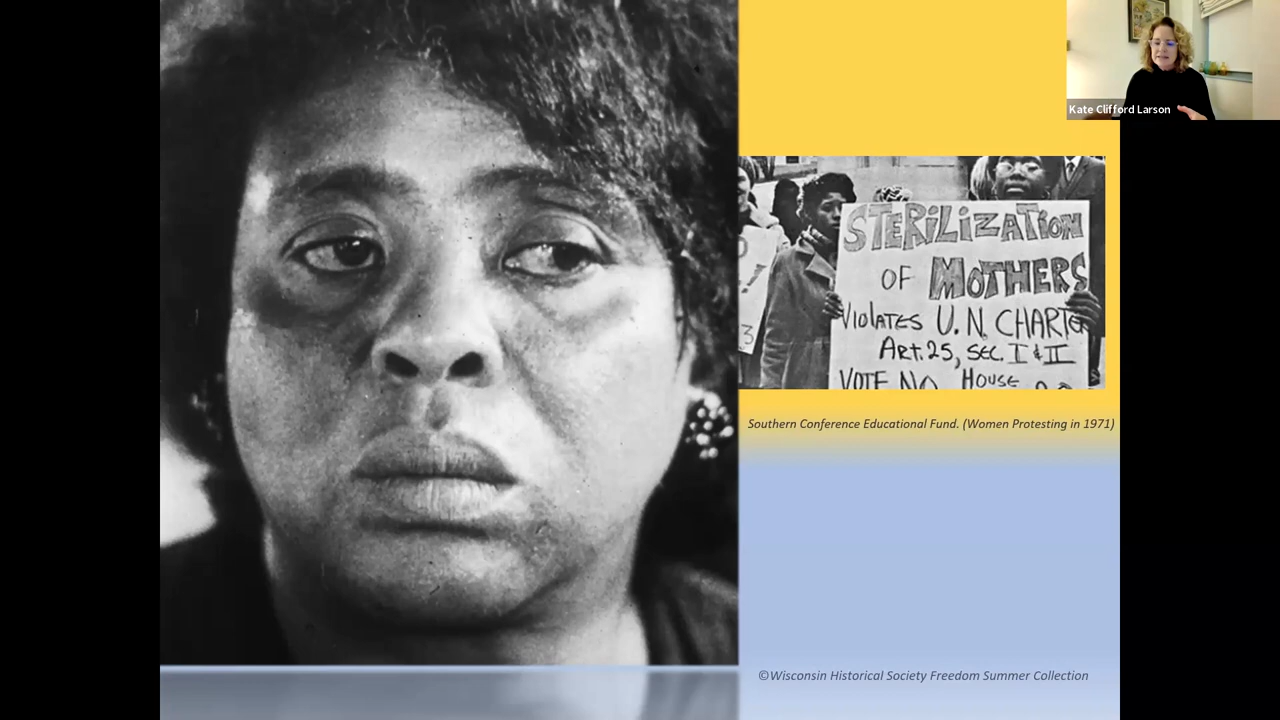 Kate Clifford Larson
STERILIZATION
OF MOTHERS
VIOLATES U.N. CHARTER
ART. 25, SEC. I & II
VOTE NO HOUSE
3
Southern Conference Educational Fund. (Women Protesting in 1971)
©Wisconsin Historical Society Freedom Summer Collection